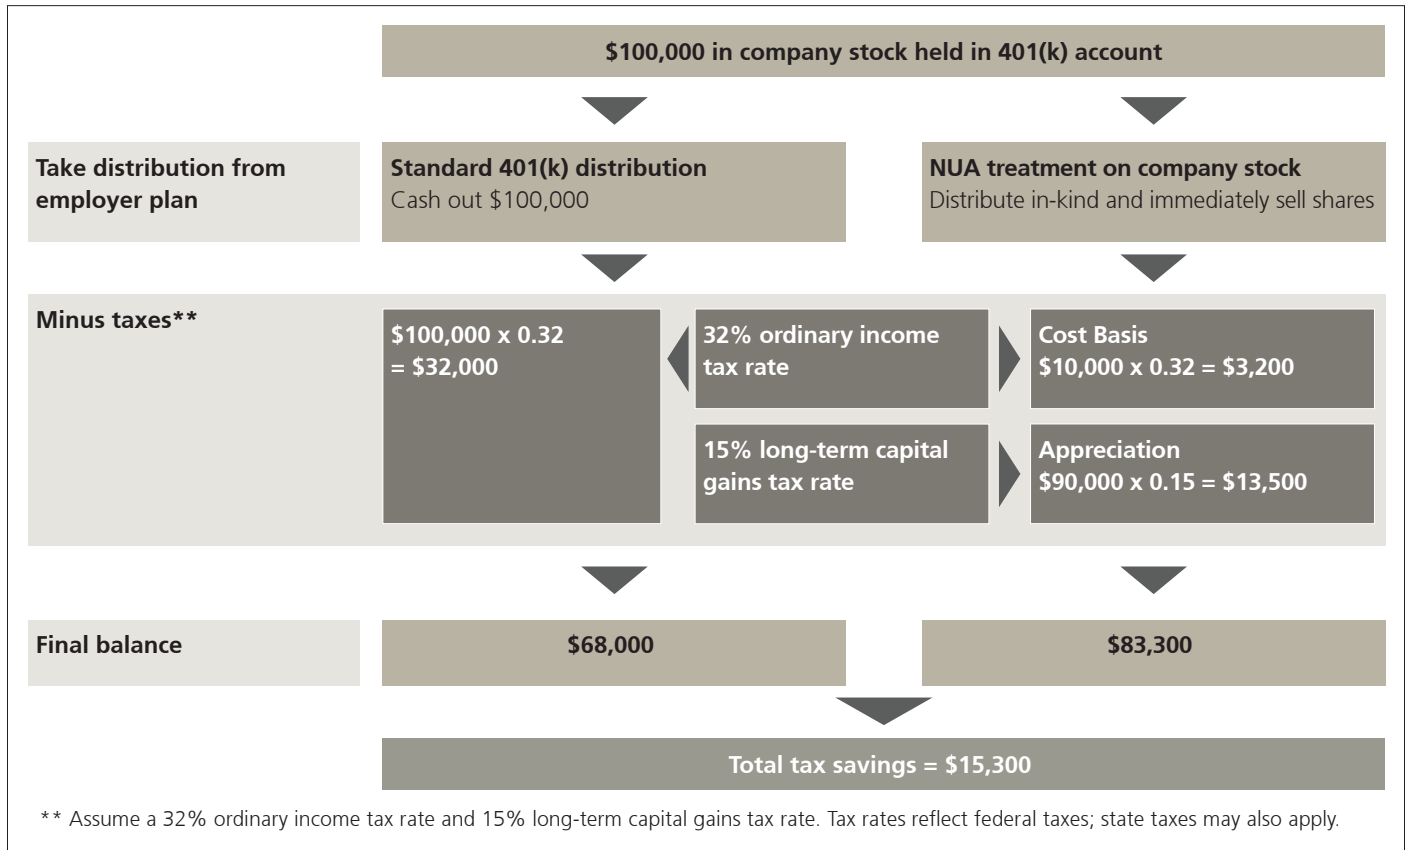 $100,000 in company stock held in 401(k) account
Take distribution from
employer plan
Standard 401(k) distribution
Cash out $100,000
NUA treatment on company stock
Distribute in-kind and immediately sell shares
Minus taxes**
$100,000 x 0.32
= $32,000
32% ordinary income
tax rate
Cost Basis
$10,000 x 0.32 = $3,200
15% long-term capital
gains tax rate
Appreciation
$90,000 x 0.15 = $13,500
Final balance
$68,000
$83,300
Total tax savings = $15,300
** Assume a 32% ordinary income tax rate and 15% long-term capital gains tax rate. Tax rates reflect federal taxes; state taxes may also apply.